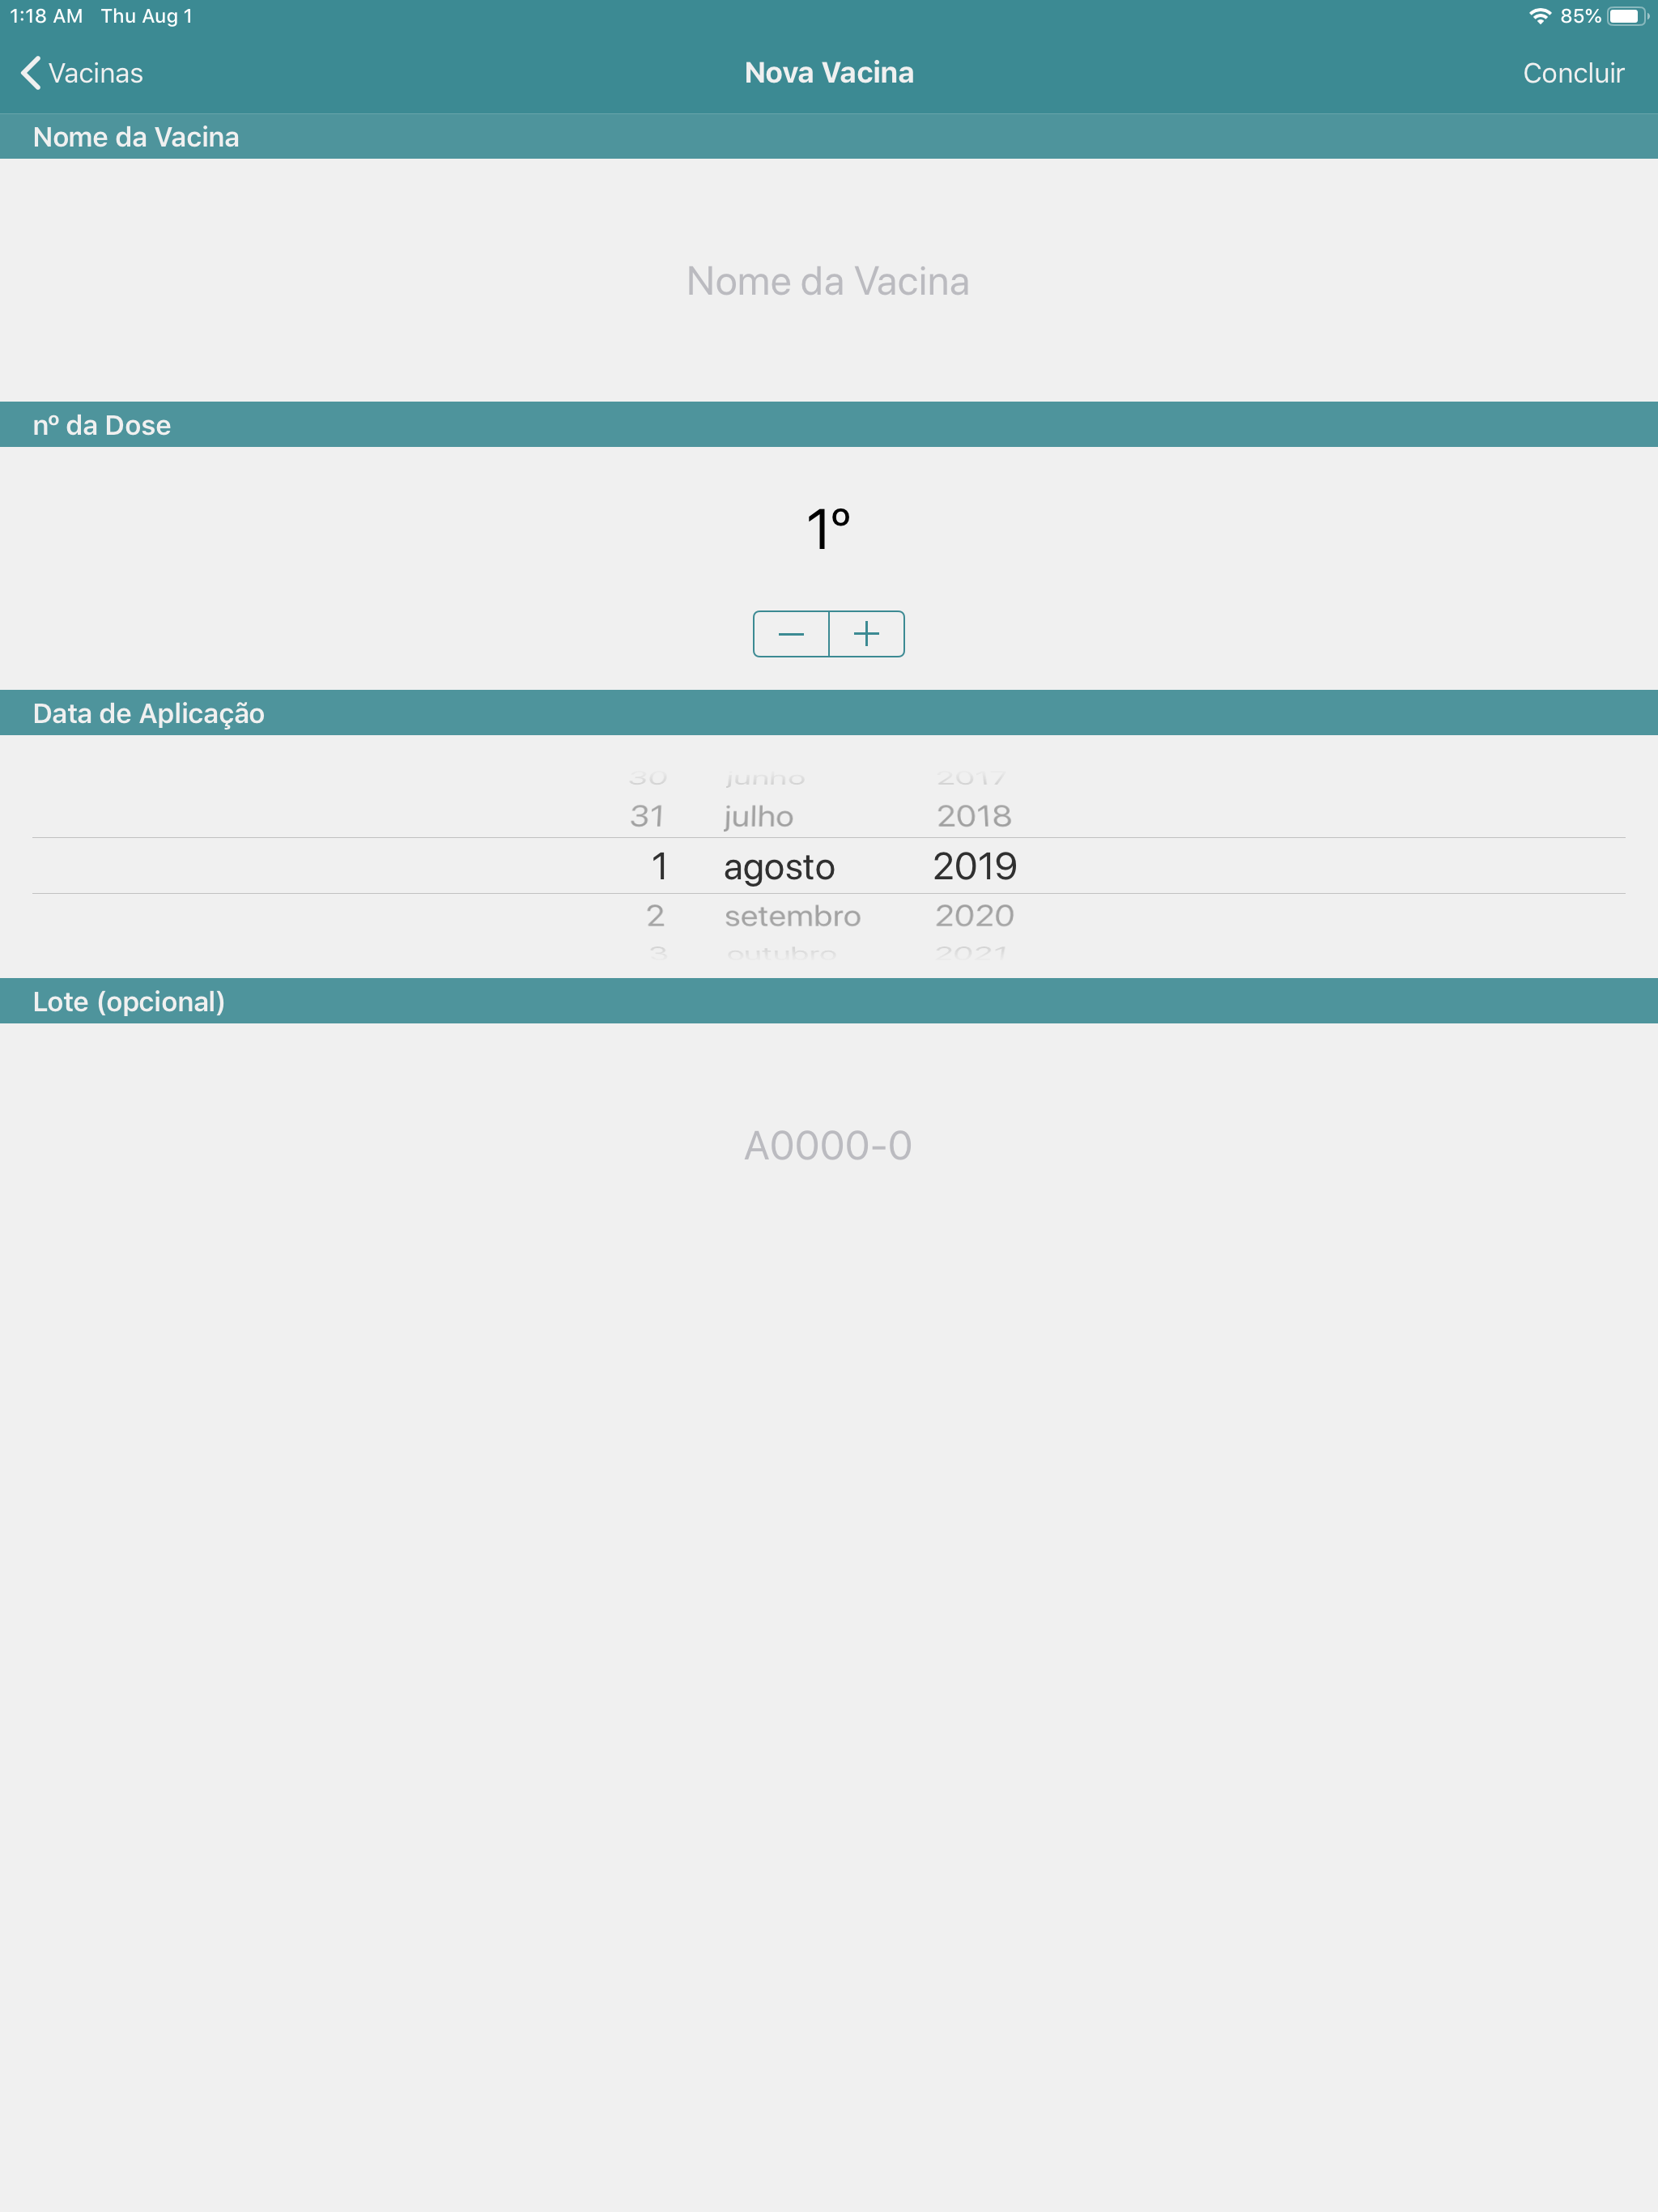 1:18 AM Thu Aug 1 85%
Vacinas Nova Vacina Concluir
Nome da Vacina
Nome da Vacina
nº da Dose
1º
Data de Aplicação
30 junho 2017
31 julho 2018
1 agosto 2019
2 setembro 2020
3 outubro 2021
Lote (opcional)
A0000-0